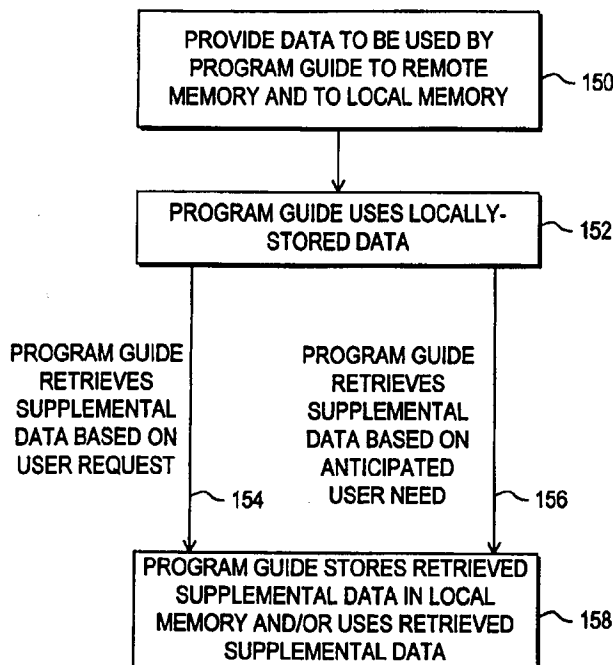 PROVIDE DATA TO BE USED BY
PROGRAM GUIDE TO REMOTE
MEMORY AND TO LOCAL MEMORY
150
PROGRAM GUIDE USES LOCALLY-
STORED DATA
152
PROGRAM GUIDE
RETRIEVES
SUPPLEMENTAL
DATA BASED ON
USER REQUEST
154
PROGRAM GUIDE
RETRIEVES
SUPPLEMENTAL
DATA BASED ON
ANTICIPATED
USER NEED
156
PROGRAM GUIDE STORES RETRIEVED
SUPPLEMENTAL DATA IN LOCAL
MEMORY AND/OR USES RETRIEVED
SUPPLEMENTAL DATA
158